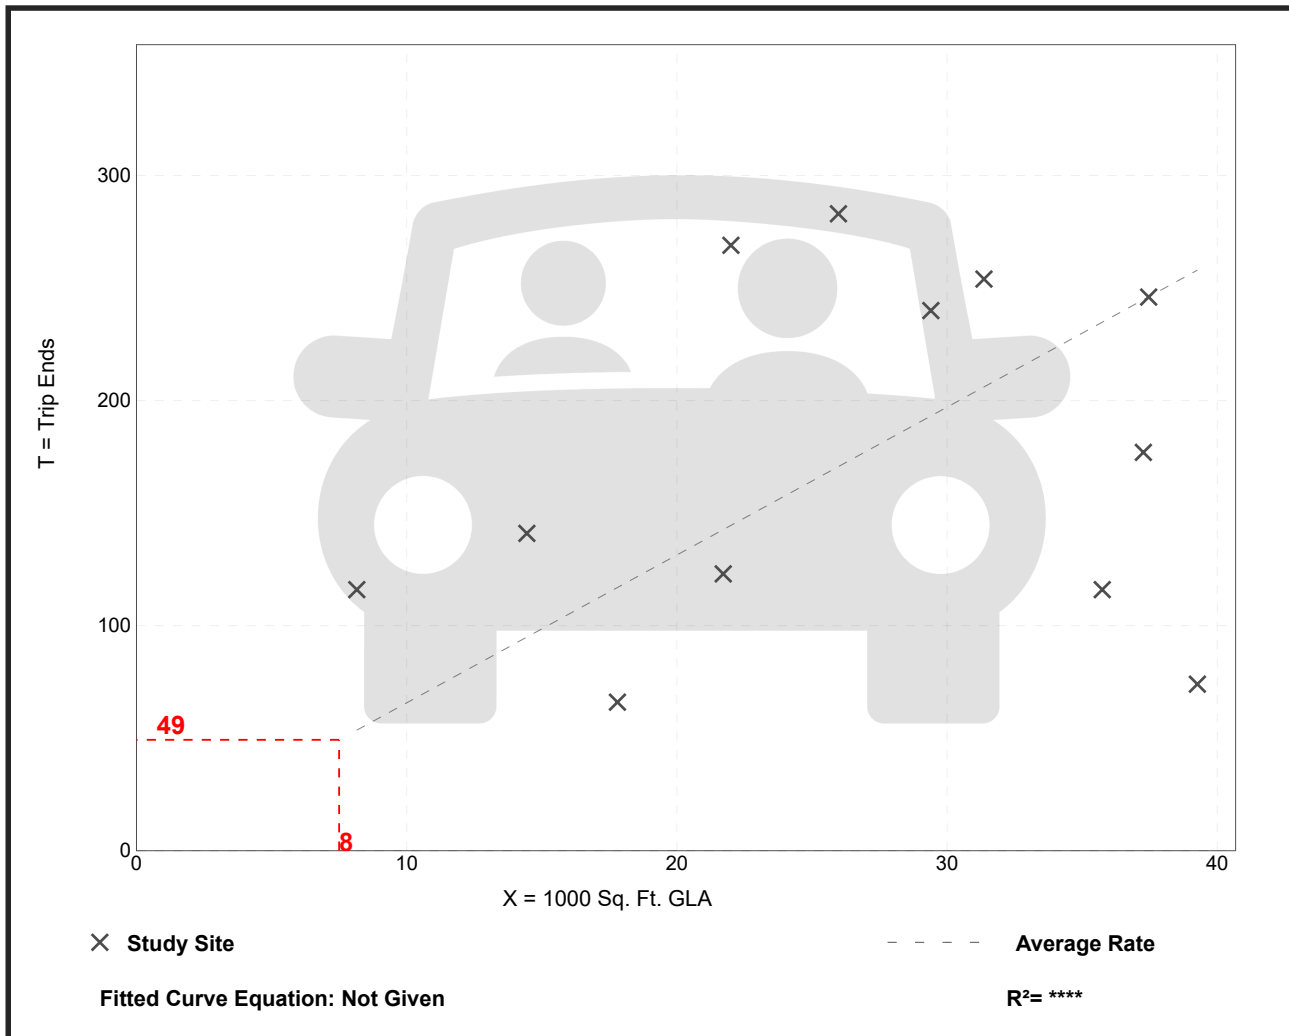 300
200
100
0
T = Trip Ends
49
8
0 10 20 30 40
X = 1000 Sq. Ft. GLA
Study Site
Average Rate
Fitted Curve Equation: Not Given
R²= ****